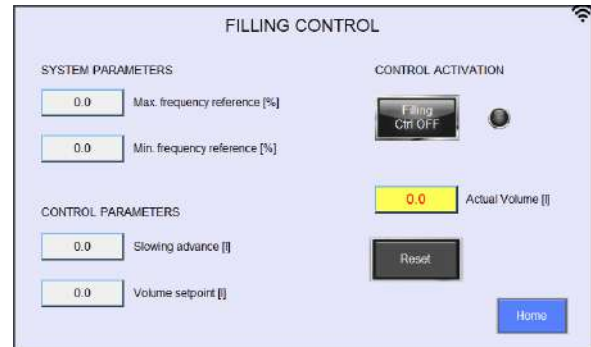 FILLING CONTROL
SYSTEM PARAMETERS
0.0 Max. frequency reference [%]
0.0 Min. frequency reference [%]
CONTROL PARAMETERS
0.0 Slowing advance [l]
0.0 Volume setpoint [l]
CONTROL ACTIVATION
Filling
Ctrl OFF
0.0 Actual Volume [l]
Reset
Home